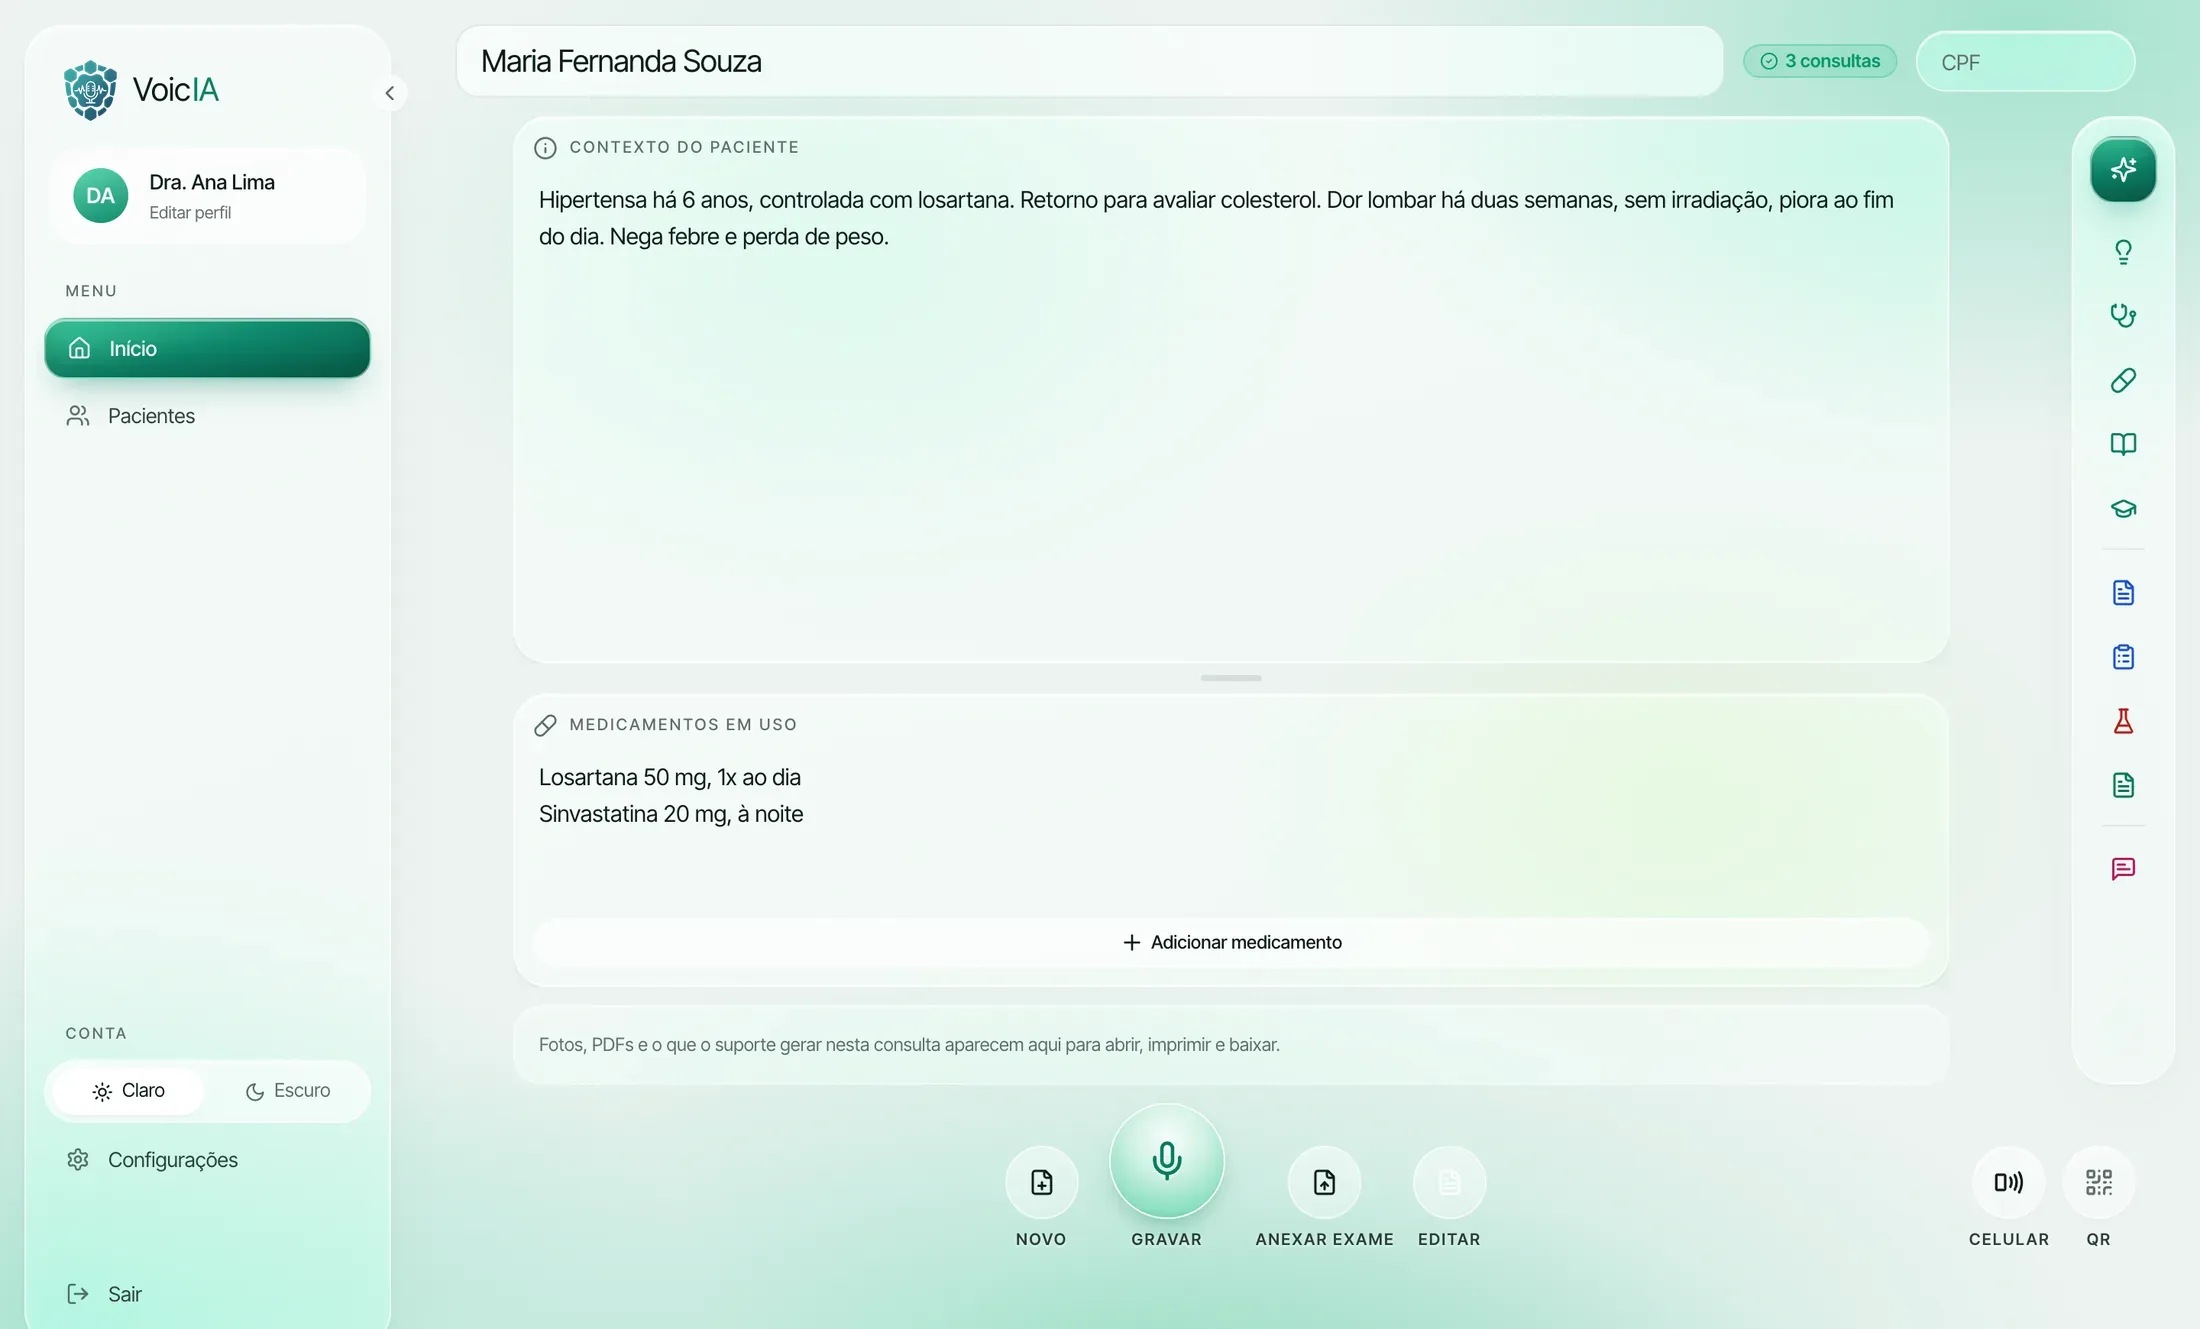 VoicIA
DA
Dra. Ana Lima
Editar perfil
MENU
Início
Pacientes
CONTA
Claro
Escuro
Configurações
Sair
Maria Fernanda Souza
3 consultas
CPF
CONTEXTO DO PACIENTE
Hipertensa há 6 anos, controlada com losartana. Retorno para avaliar colesterol. Dor lombar há duas semanas, sem irradiação, piora ao fim
do dia. Nega febre e perda de peso.
MEDICAMENTOS EM USO
Losartana 50 mg, 1x ao dia
Sinvastatina 20 mg, à noite
Adicionar medicamento
Fotos, PDFs e o que o suporte gerar nesta consulta aparecem aqui para abrir, imprimir e baixar.
NOVO
GRAVAR
ANEXAR EXAME
EDITAR
CELULAR
QR